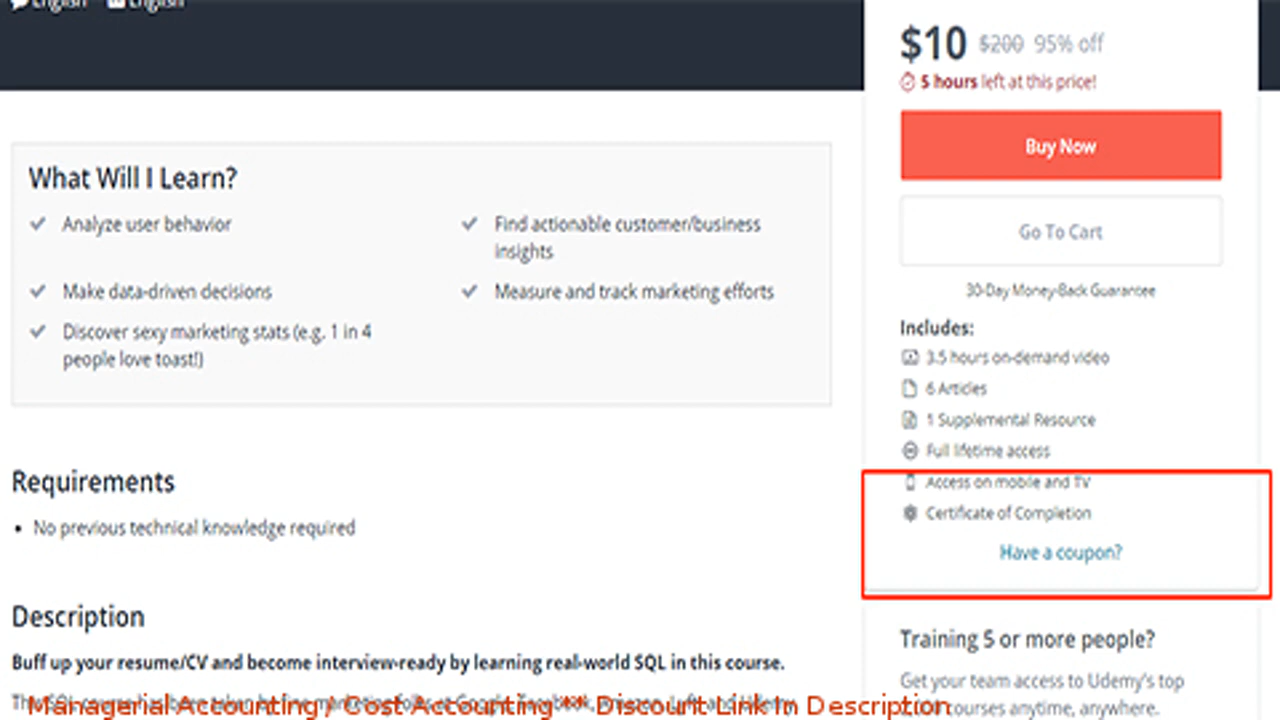 English English
$10 $200 95% off
5 hours left at this price!
Buy Now
Go To Cart
30-Day Money-Back Guarantee
Includes:
3.5 hours on-demand video
6 Articles
1 Supplemental Resource
Full lifetime access
Access on mobile and TV
Certificate of Completion
Have a coupon?
Training 5 or more people?
Get your team access to Udemy's top
courses anytime, anywhere.
What Will I Learn?
Analyze user behavior
Find actionable customer/business
insights
Make data-driven decisions
Measure and track marketing efforts
Discover sexy marketing stats (e.g. 1 in 4
people love toast!)
Requirements
• No previous technical knowledge required
Description
Buff up your resume/CV and become interview-ready by learning real-world SQL in this course.
Managerial Accounting / Cost Accounting *** Discount Link In Description